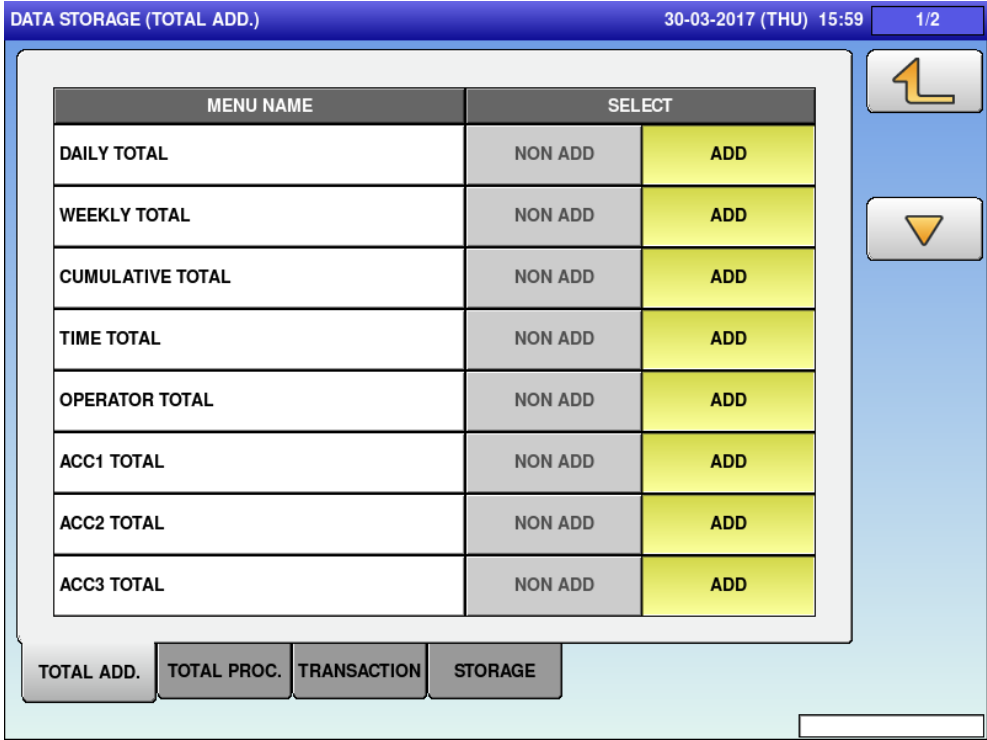 DATA STORAGE (TOTAL ADD.) 30-03-2017 (THU) 15:59 1/2
MENU NAME SELECT
DAILY TOTAL NON ADD ADD
WEEKLY TOTAL NON ADD ADD
CUMULATIVE TOTAL NON ADD ADD
TIME TOTAL NON ADD ADD
OPERATOR TOTAL NON ADD ADD
ACC1 TOTAL NON ADD ADD
ACC2 TOTAL NON ADD ADD
ACC3 TOTAL NON ADD ADD
TOTAL ADD. TOTAL PROC. TRANSACTION STORAGE